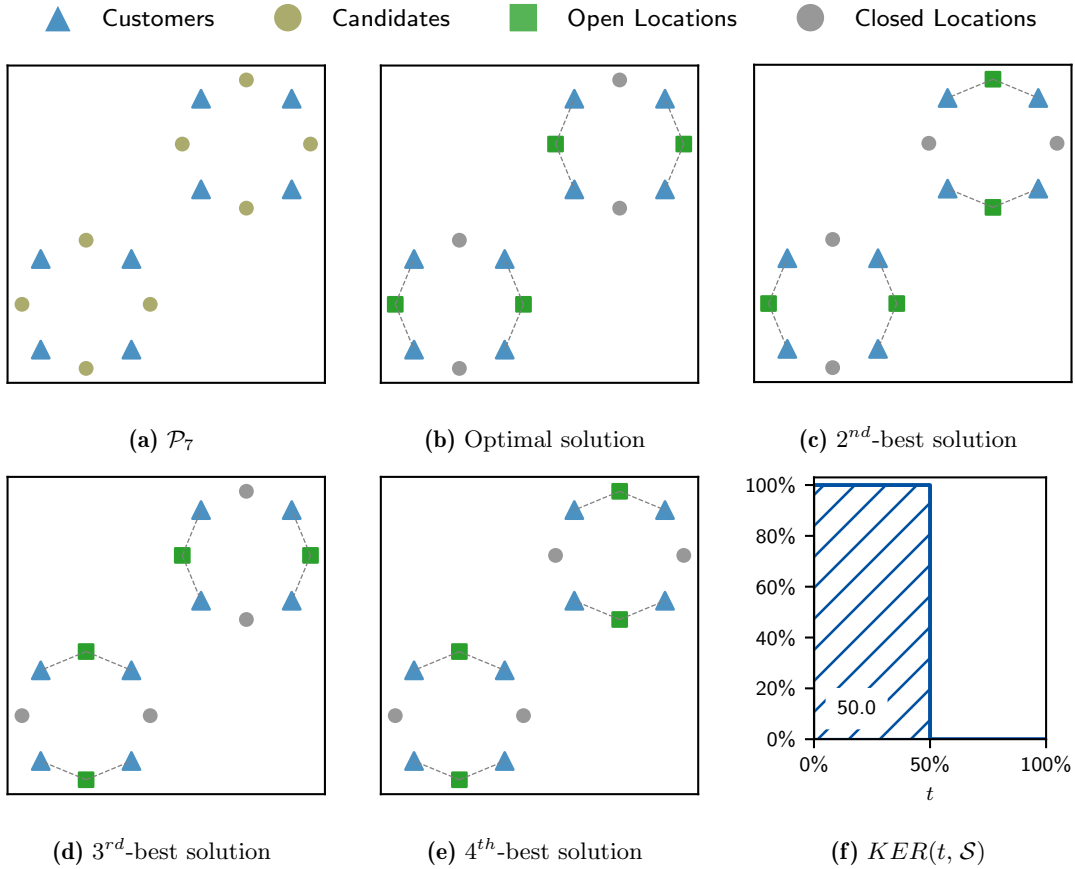 Customers Candidates Open Locations Closed Locations
(a) 𝒫₇ (b) Optimal solution (c) 2ⁿᵈ-best solution
100%
80%
60%
40%
20%
0%
50.0
0% 50% 100%
t
(d) 3ʳᵈ-best solution (e) 4ᵗʰ-best solution (f) KER(t, 𝒮)